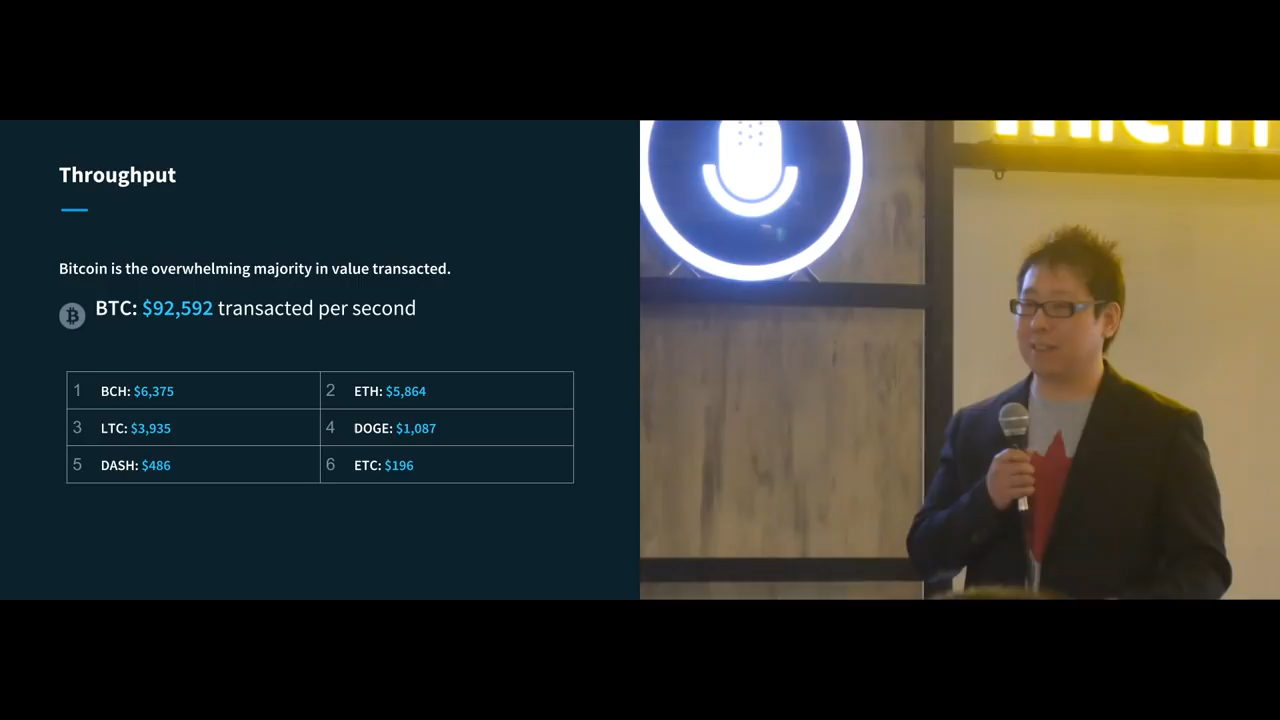 Throughput
Bitcoin is the overwhelming majority in value transacted.
BTC: $92,592 transacted per second
1 BCH: $6,375 2 ETH: $5,864
3 LTC: $3,935 4 DOGE: $1,087
5 DASH: $486 6 ETC: $196